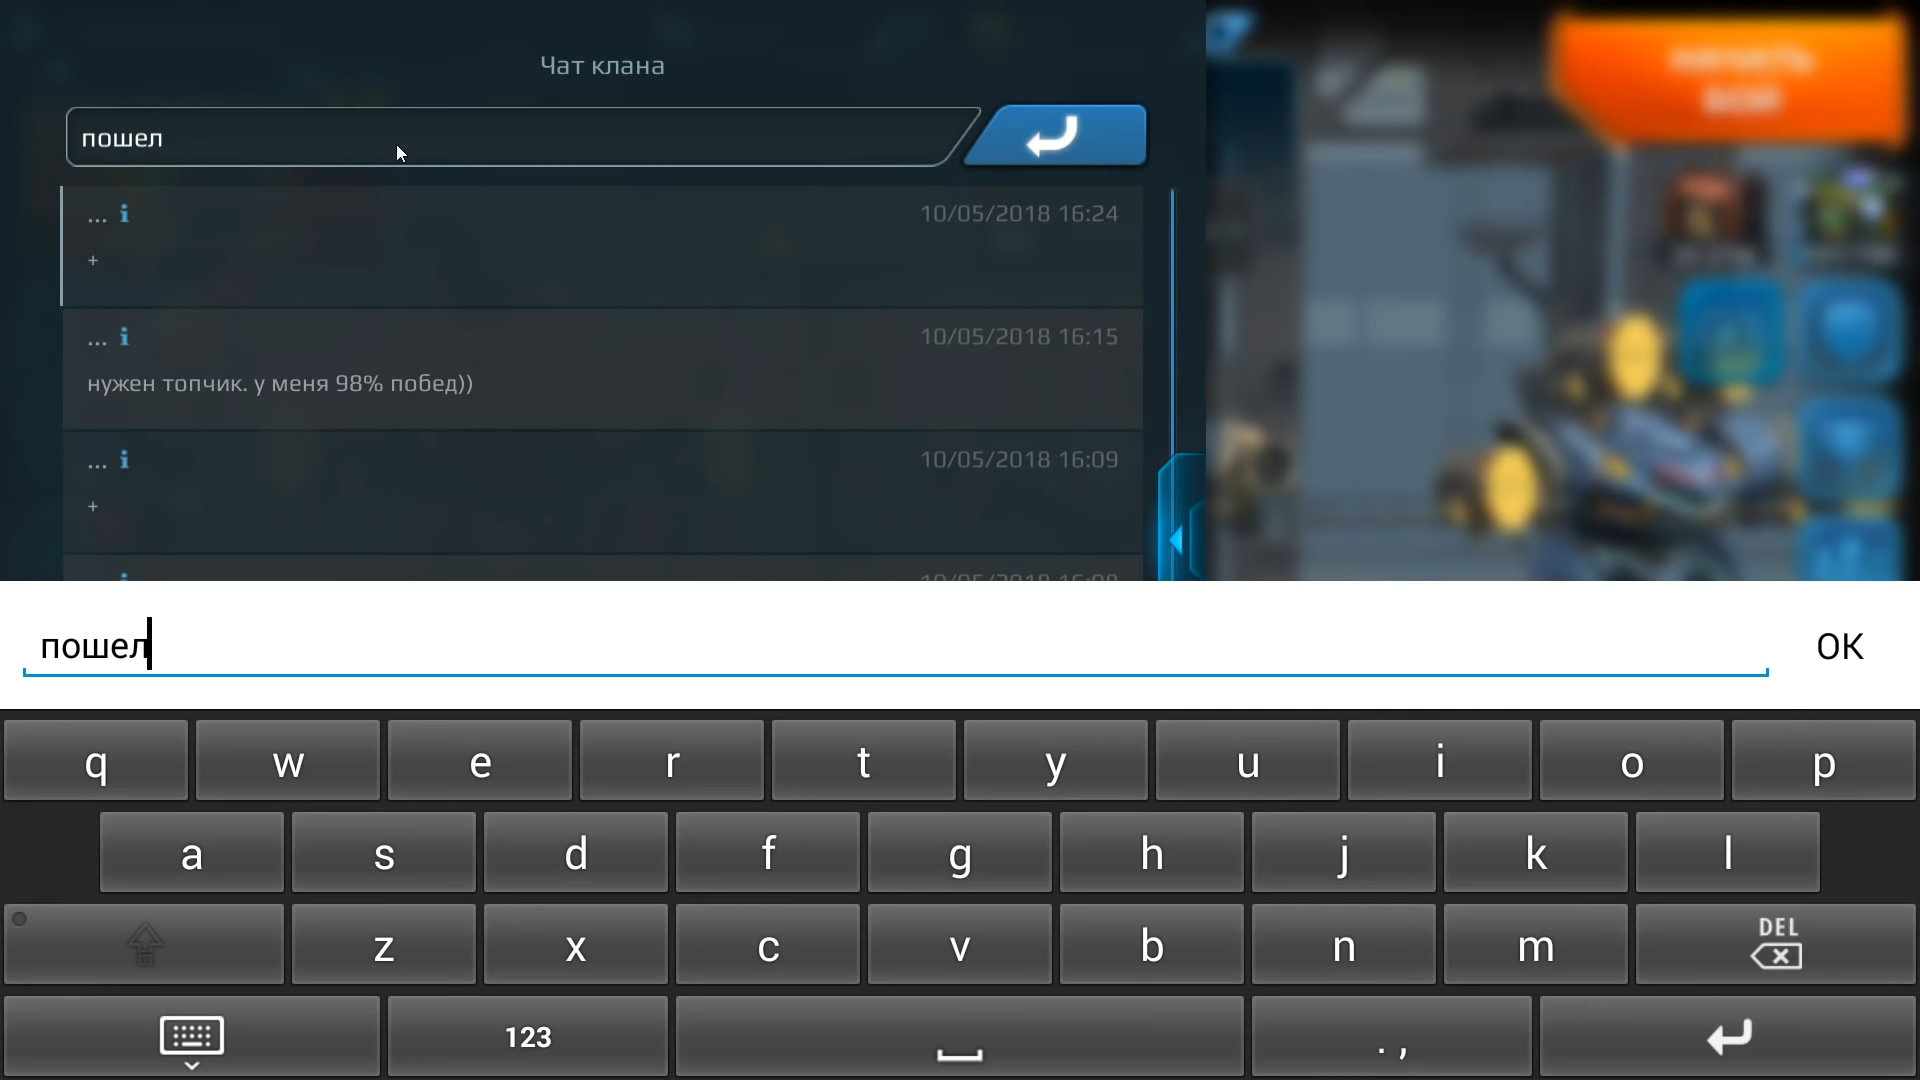 Чат клана
пошел
... i 10/05/2018 16:24
+
... i 10/05/2018 16:15
нужен топчик. у меня 98% побед))
... i 10/05/2018 16:09
+
пошел OK
q w e r t y u i o p
a s d f g h j k l
z x c v b n m DEL
123 . ,